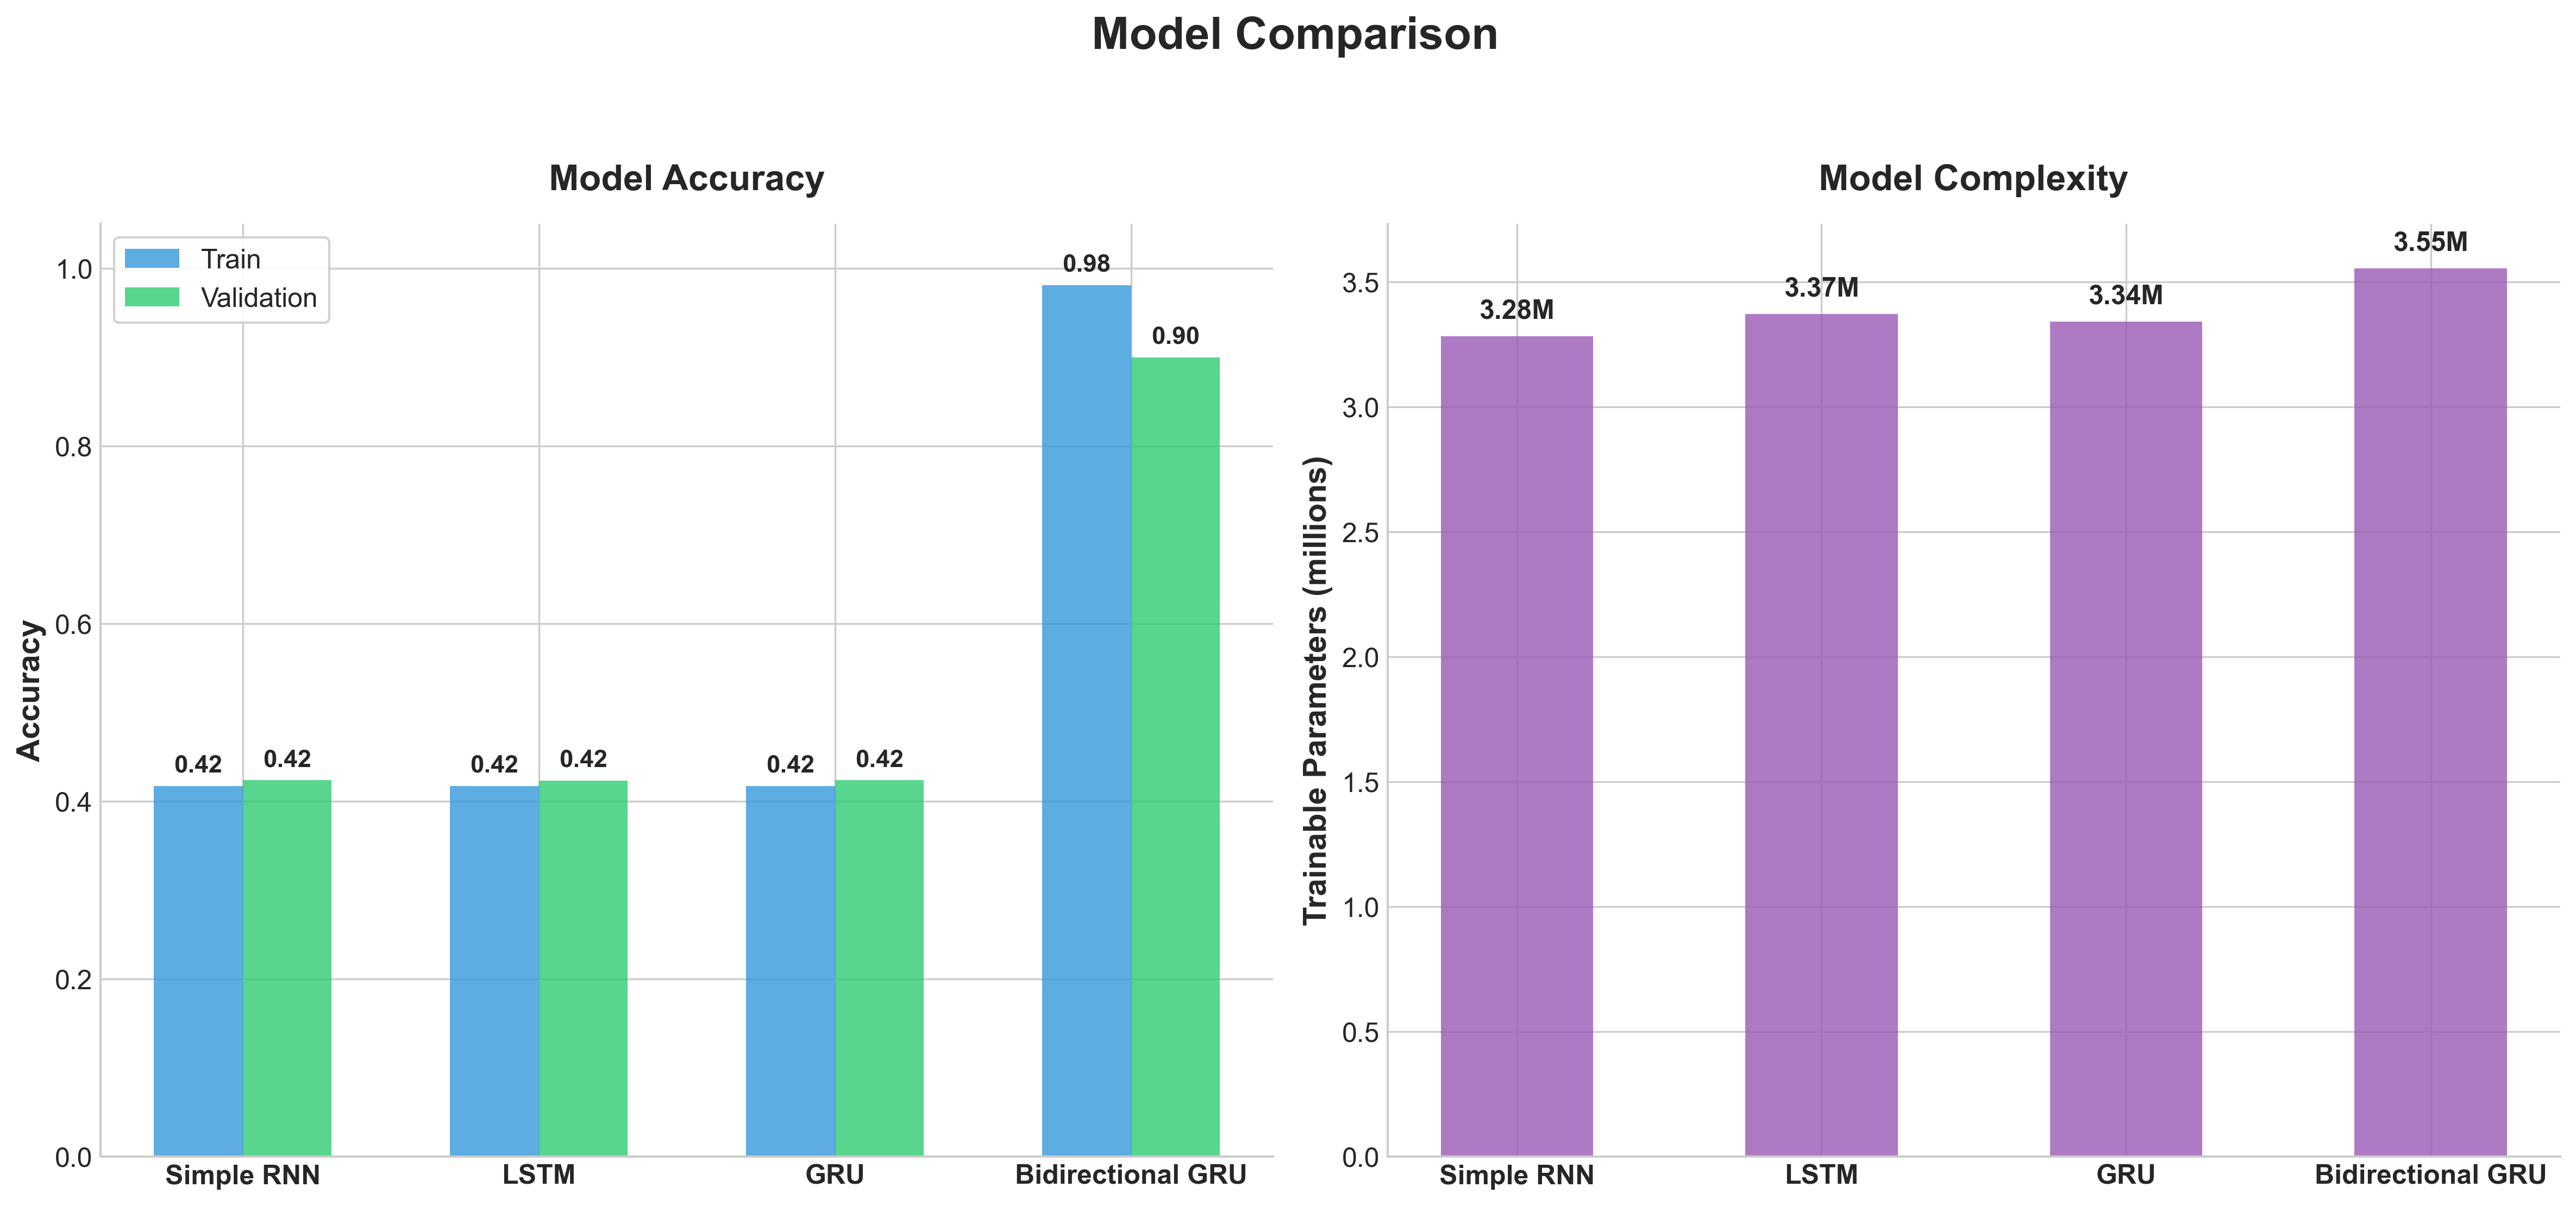 Model Comparison
Model Accuracy
Train
Validation
Accuracy
1.0
0.8
0.6
0.4
0.2
0.0
0.42
0.42
0.42
0.42
0.42
0.42
0.98
0.90
Simple RNN
LSTM
GRU
Bidirectional GRU
Model Complexity
Trainable Parameters (millions)
3.5
3.0
2.5
2.0
1.5
1.0
0.5
0.0
3.28M
3.37M
3.34M
3.55M
Simple RNN
LSTM
GRU
Bidirectional GRU